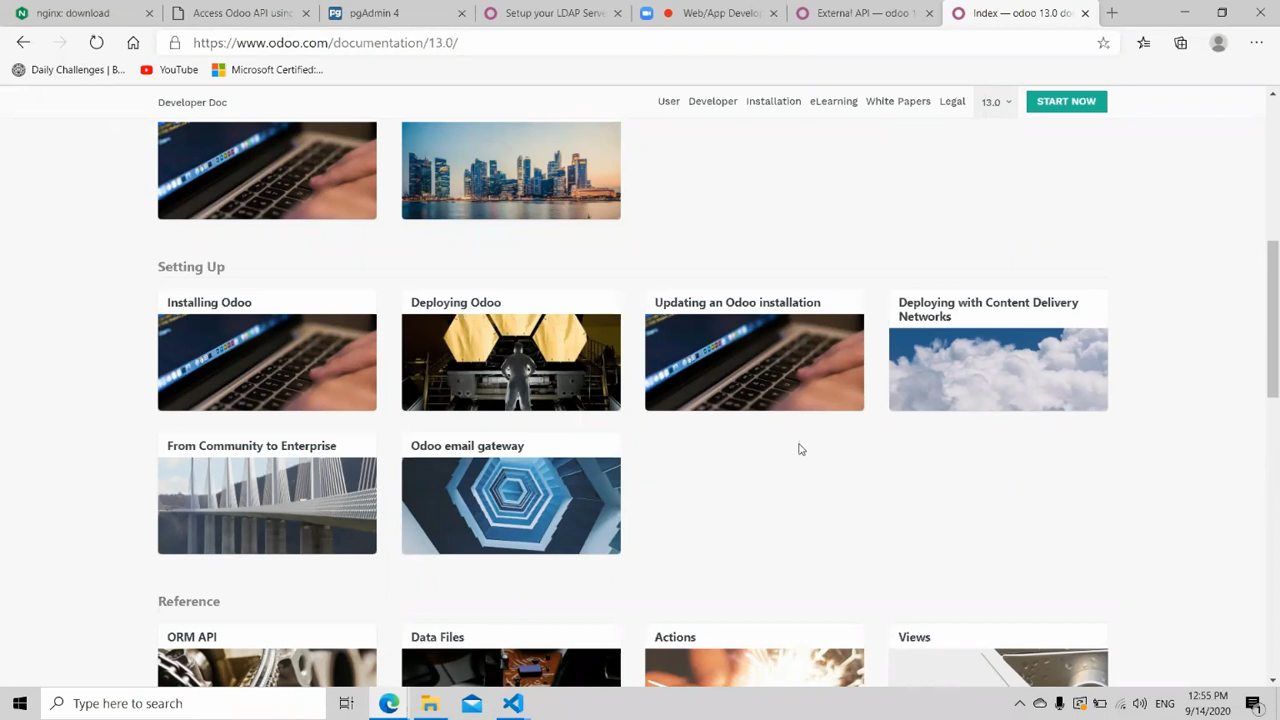 nginx: download
Access Odoo API usin
pgAdmin 4
Setup your LDAP Serv
Web/App Develop
External API — odoo 1
Index — odoo 13.0 do
https://www.odoo.com/documentation/13.0/
Daily Challenges | B...
YouTube
Microsoft Certified:...
Developer Doc
User
Developer
Installation
eLearning
White Papers
Legal
13.0
START NOW
Setting Up
Installing Odoo
Deploying Odoo
Updating an Odoo installation
Deploying with Content Delivery
Networks
From Community to Enterprise
Odoo email gateway
Reference
ORM API
Data Files
Actions
Views
Type here to search
ENG
12:55 PM
9/14/2020
1